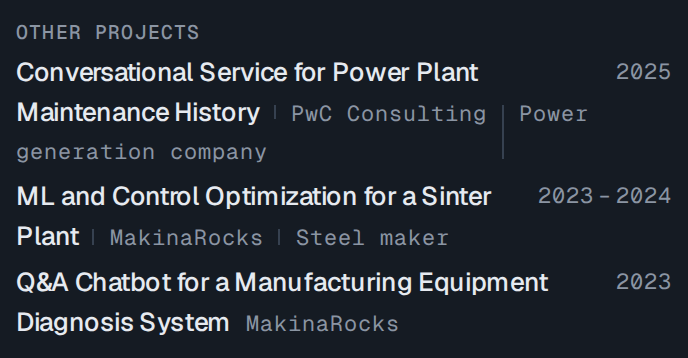 OTHER PROJECTS
Conversational Service for Power Plant 2025
Maintenance History | PwC Consulting | Power
generation company
ML and Control Optimization for a Sinter 2023 – 2024
Plant | MakinaRocks | Steel maker
Q&A Chatbot for a Manufacturing Equipment 2023
Diagnosis System MakinaRocks